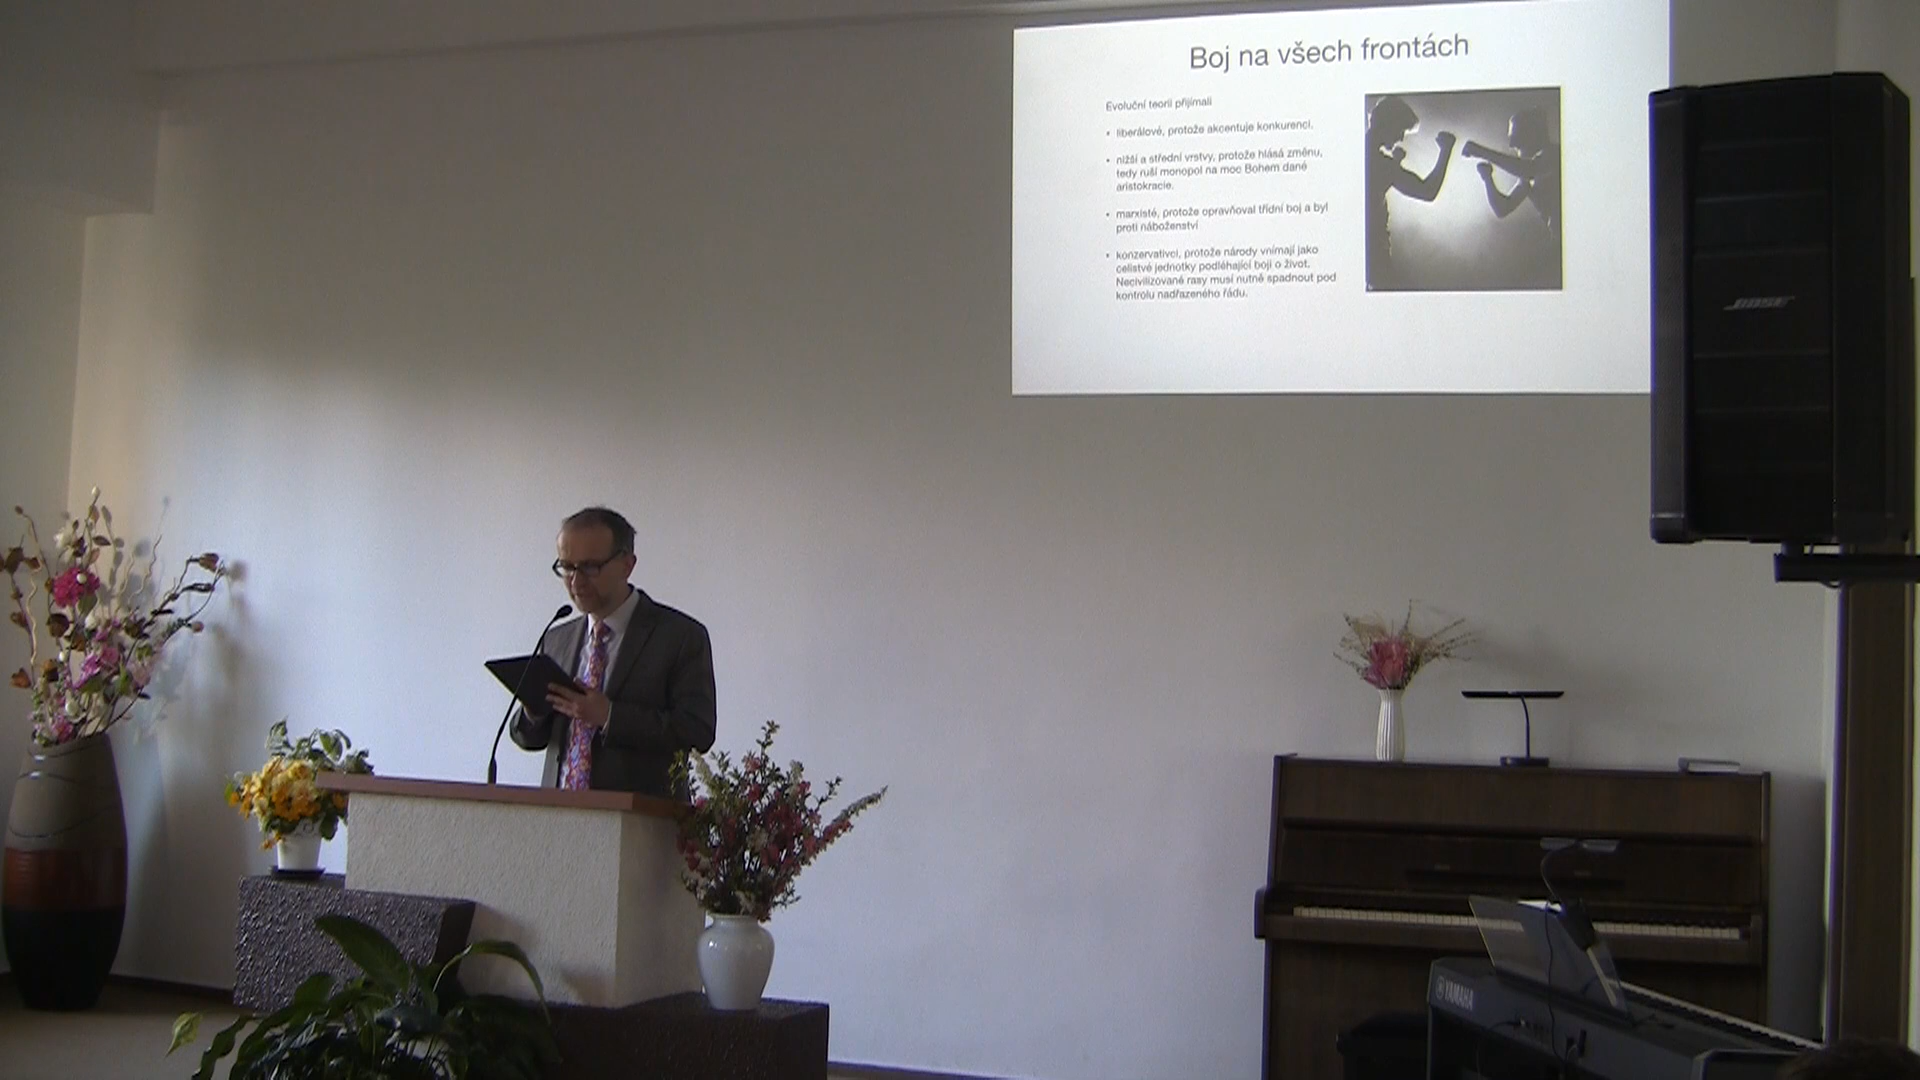 Boj na všech frontách
Evoluční teorii přijímali
• liberálové, protože akcentuje konkurenci.
• nižší a střední vrstvy, protože hlásá změnu,
tedy ruší monopol na moc Bohem dané
aristokracie.
• marxisté, protože opravňoval třídní boj a byl
proti náboženství
• konzervativci, protože národy vnímají jako
celistvé jednotky podléhající boji o život.
Necivilizované rasy musí nutně spadnout pod
kontrolu nadřazeného řádu.
BOSE
YAMAHA